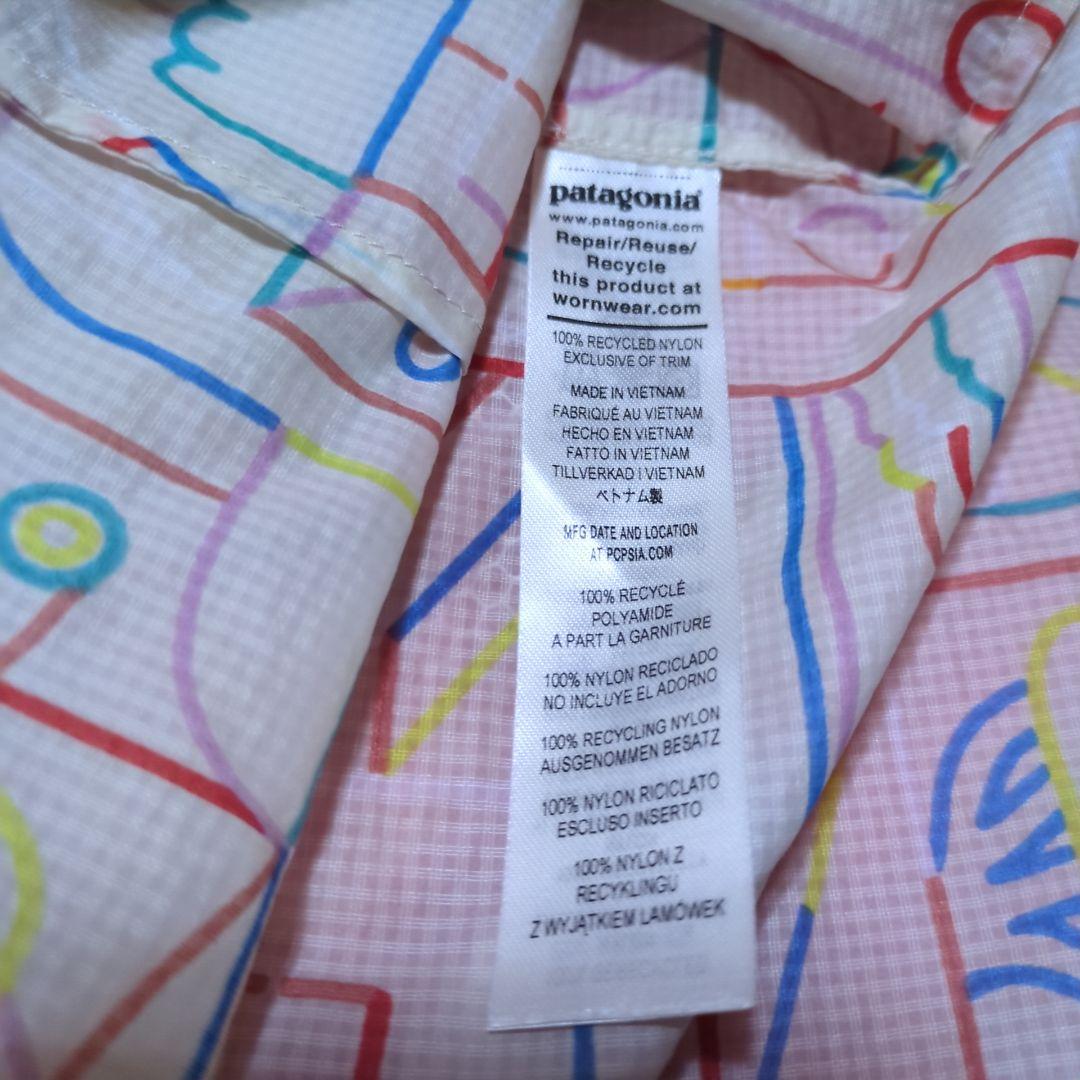 patagonia®
www.patagonia.com
Repair/Reuse/
Recycle
this product at
wornwear.com
100% RECYCLED NYLON
EXCLUSIVE OF TRIM
MADE IN VIETNAM
FABRIQUÉ AU VIETNAM
HECHO EN VIETNAM
FATTO IN VIETNAM
TILLVERKAD I VIETNAM
ベトナム製
MFG DATE AND LOCATION
AT PCPSIA.COM
100% RECYCLÉ
POLYAMIDE
A PART LA GARNITURE
100% NYLON RECICLADO
NO INCLUYE EL ADORNO
100% RECYCLING NYLON
AUSGENOMMEN BESATZ
100% NYLON RICICLATO
ESCLUSO INSERTO
100% NYLON Z
RECYKLINGU
Z WYJĄTKIEM LAMÓWEK